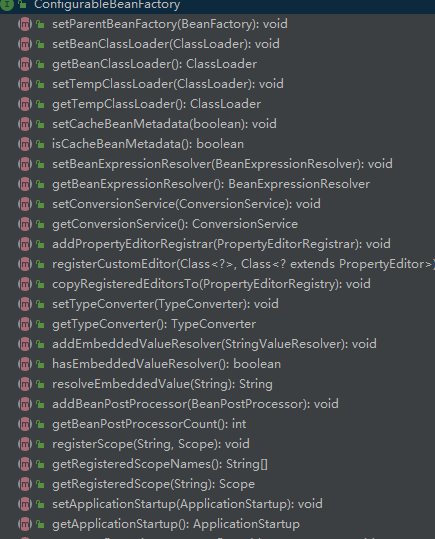 ConfigurableBeanFactory
setParentBeanFactory(BeanFactory): void
setBeanClassLoader(ClassLoader): void
getBeanClassLoader(): ClassLoader
setTempClassLoader(ClassLoader): void
getTempClassLoader(): ClassLoader
setCacheBeanMetadata(boolean): void
isCacheBeanMetadata(): boolean
setBeanExpressionResolver(BeanExpressionResolver): void
getBeanExpressionResolver(): BeanExpressionResolver
setConversionService(ConversionService): void
getConversionService(): ConversionService
addPropertyEditorRegistrar(PropertyEditorRegistrar): void
registerCustomEditor(Class<?>, Class<? extends PropertyEditor>)
copyRegisteredEditorsTo(PropertyEditorRegistry): void
setTypeConverter(TypeConverter): void
getTypeConverter(): TypeConverter
addEmbeddedValueResolver(StringValueResolver): void
hasEmbeddedValueResolver(): boolean
resolveEmbeddedValue(String): String
addBeanPostProcessor(BeanPostProcessor): void
getBeanPostProcessorCount(): int
registerScope(String, Scope): void
getRegisteredScopeNames(): String[]
getRegisteredScope(String): Scope
setApplicationStartup(ApplicationStartup): void
getApplicationStartup(): ApplicationStartup